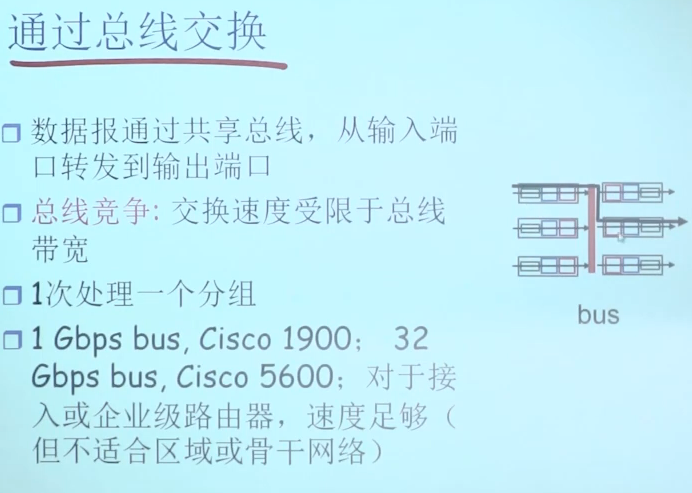 通过总线交换
数据报通过共享总线，从输入端
口转发到输出端口
总线竞争: 交换速度受限于总线
带宽
1次处理一个分组
1 Gbps bus, Cisco 1900； 32
Gbps bus, Cisco 5600；对于接
入或企业级路由器，速度足够（
但不适合区域或骨干网络）
bus